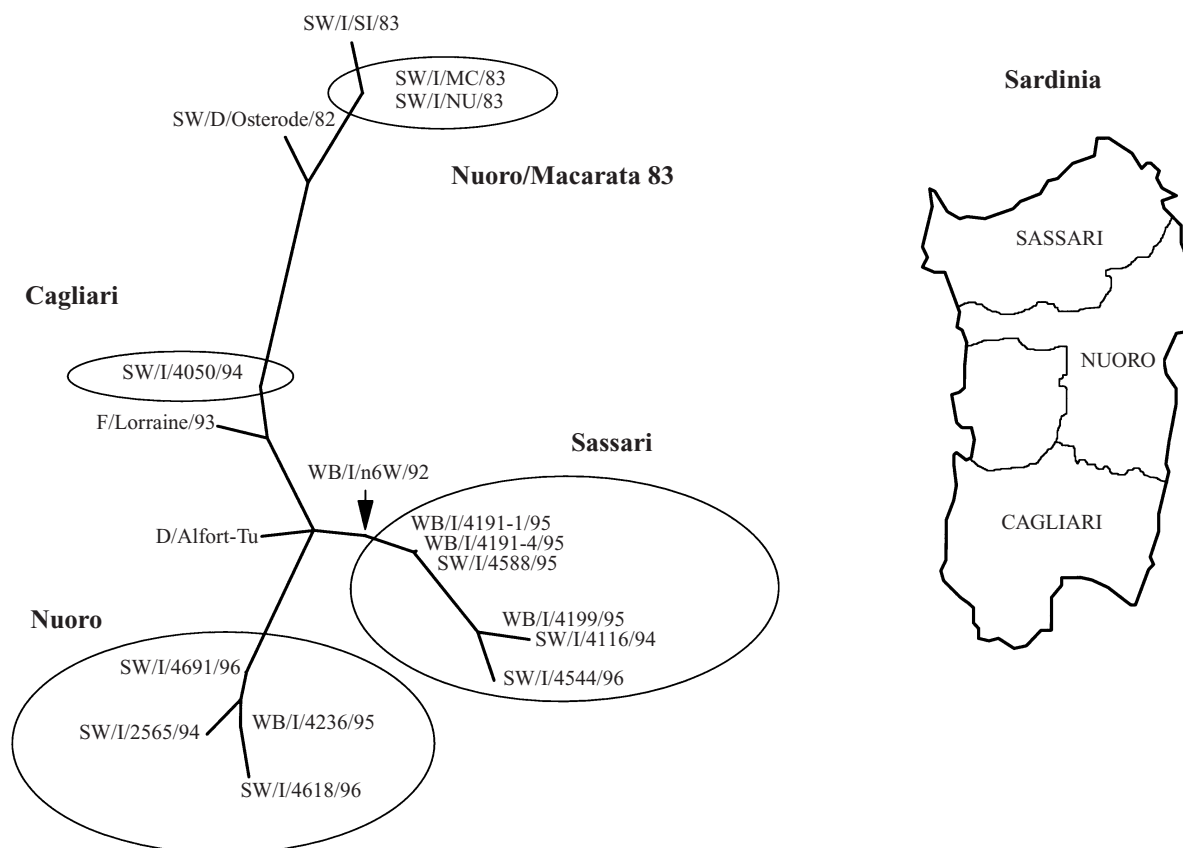 SW/I/SI/83
SW/I/MC/83
SW/I/NU/83
SW/D/Osterode/82
Nuoro/Macarata 83
Cagliari
SW/I/4050/94
F/Lorraine/93
Sassari
WB/I/n6W/92
WB/I/4191-1/95
WB/I/4191-4/95
SW/I/4588/95
D/Alfort-Tu
WB/I/4199/95
SW/I/4116/94
SW/I/4544/96
Nuoro
SW/I/4691/96
WB/I/4236/95
SW/I/2565/94
SW/I/4618/96
Sardinia
SASSARI
NUORO
CAGLIARI